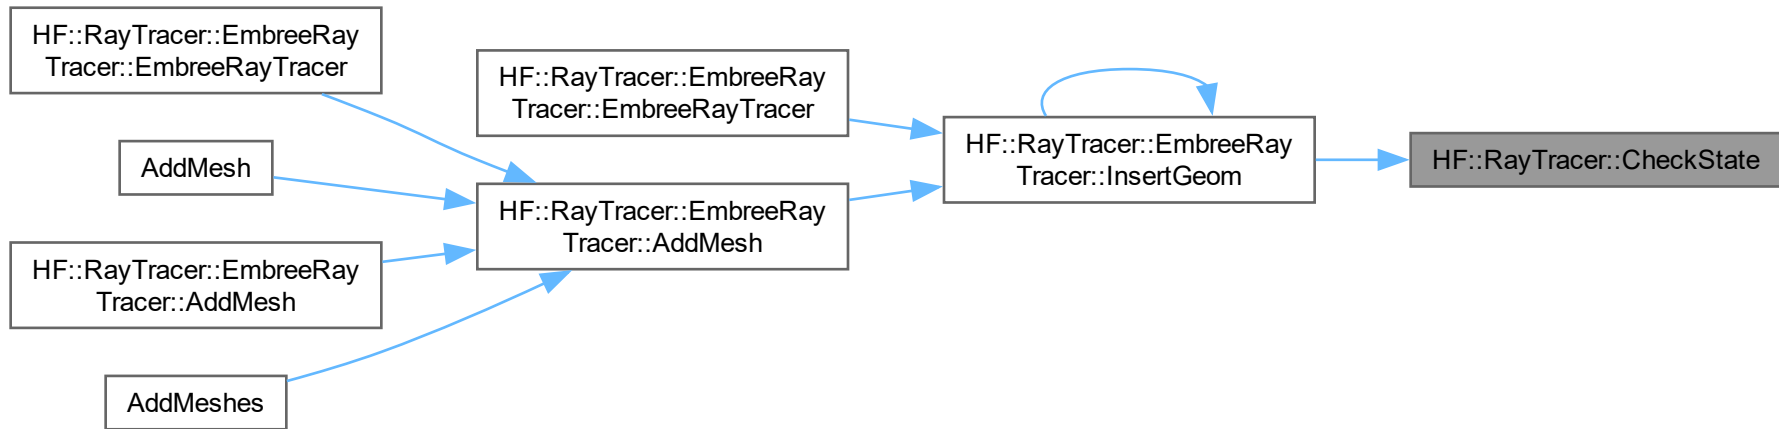 HF::RayTracer::EmbreeRay
Tracer::EmbreeRayTracer
AddMesh
HF::RayTracer::EmbreeRay
Tracer::AddMesh
AddMeshes
HF::RayTracer::EmbreeRay
Tracer::EmbreeRayTracer
HF::RayTracer::EmbreeRay
Tracer::AddMesh
HF::RayTracer::EmbreeRay
Tracer::InsertGeom
HF::RayTracer::CheckState